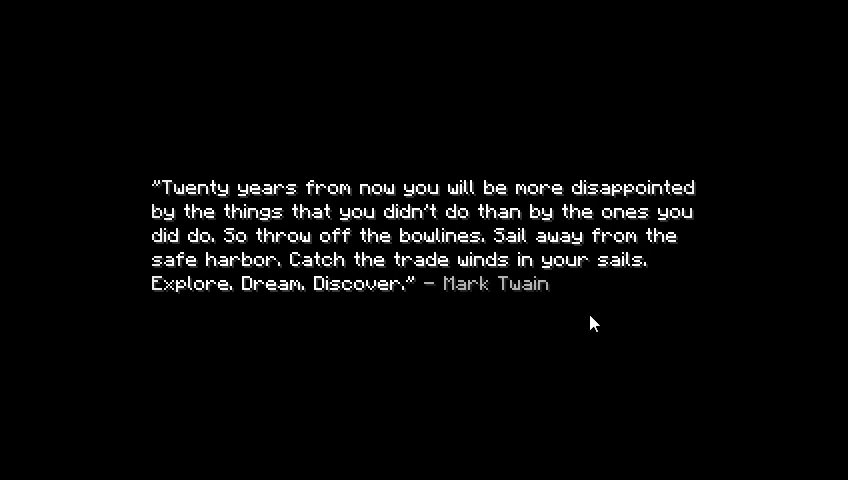 "Twenty years from now you will be more disappointed
by the things that you didn't do than by the ones you
did do. So throw off the bowlines. Sail away from the
safe harbor. Catch the trade winds in your sails.
Explore. Dream. Discover." – Mark Twain